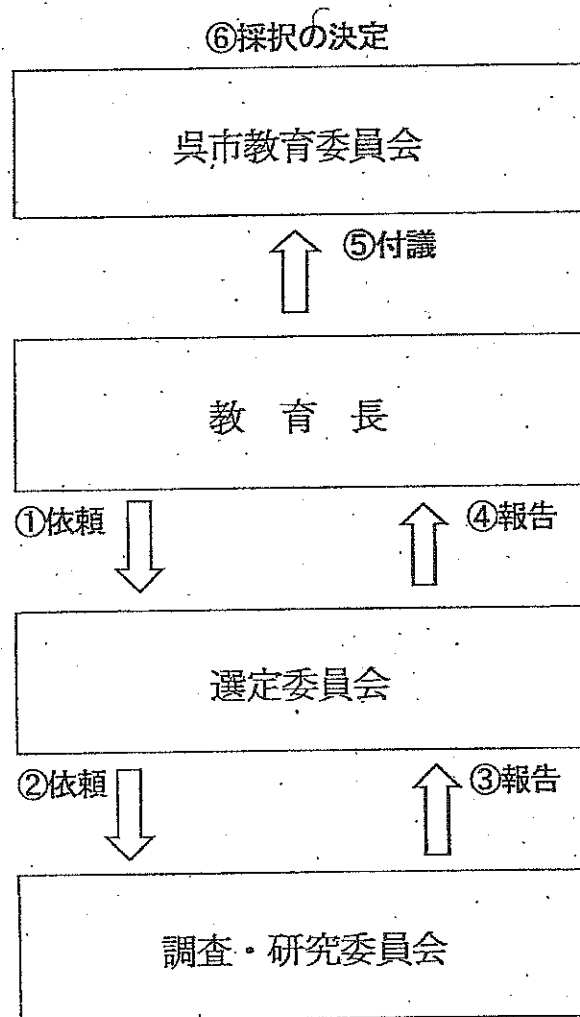 ⑥採択の決定
呉市教育委員会
⑤付議
教育長
①依頼
④報告
選定委員会
②依頼
③報告
調査・研究委員会